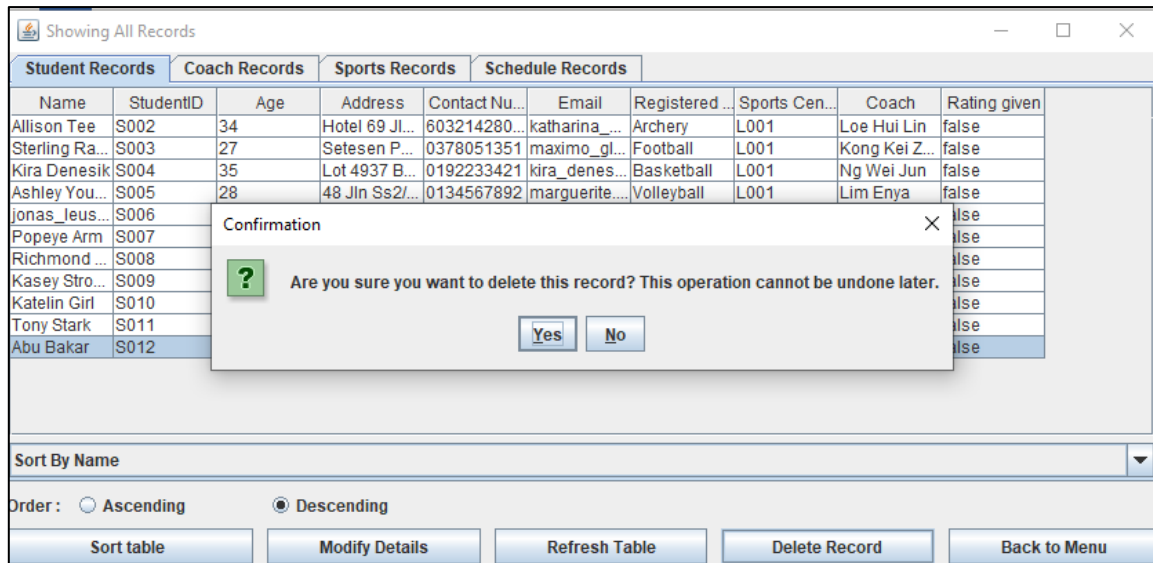 Showing All Records
Student Records Coach Records Sports Records Schedule Records
Name StudentID Age Address Contact Nu... Email Registered ... Sports Cen... Coach Rating given
Allison Tee S002 34 Hotel 69 Jl... 603214280... katharina_... Archery L001 Loe Hui Lin false
Sterling Ra... S003 27 Setesen P... 0378051351 maximo_gl... Football L001 Kong Kei Z... false
Kira Denesik S004 35 Lot 4937 B... 0192233421 kira_denes... Basketball L001 Ng Wei Jun false
Ashley You... S005 28 48 Jln Ss2/... 0134567892 marguerite.... Volleyball L001 Lim Enya false
jonas_leus... S006 alse
Popeye Arm S007 alse
Richmond ... S008 alse
Kasey Stro... S009 alse
Katelin Girl S010 alse
Tony Stark S011 alse
Abu Bakar S012 alse
Confirmation
? Are you sure you want to delete this record? This operation cannot be undone later.
Yes No
Sort By Name
Order : Ascending Descending
Sort table Modify Details Refresh Table Delete Record Back to Menu